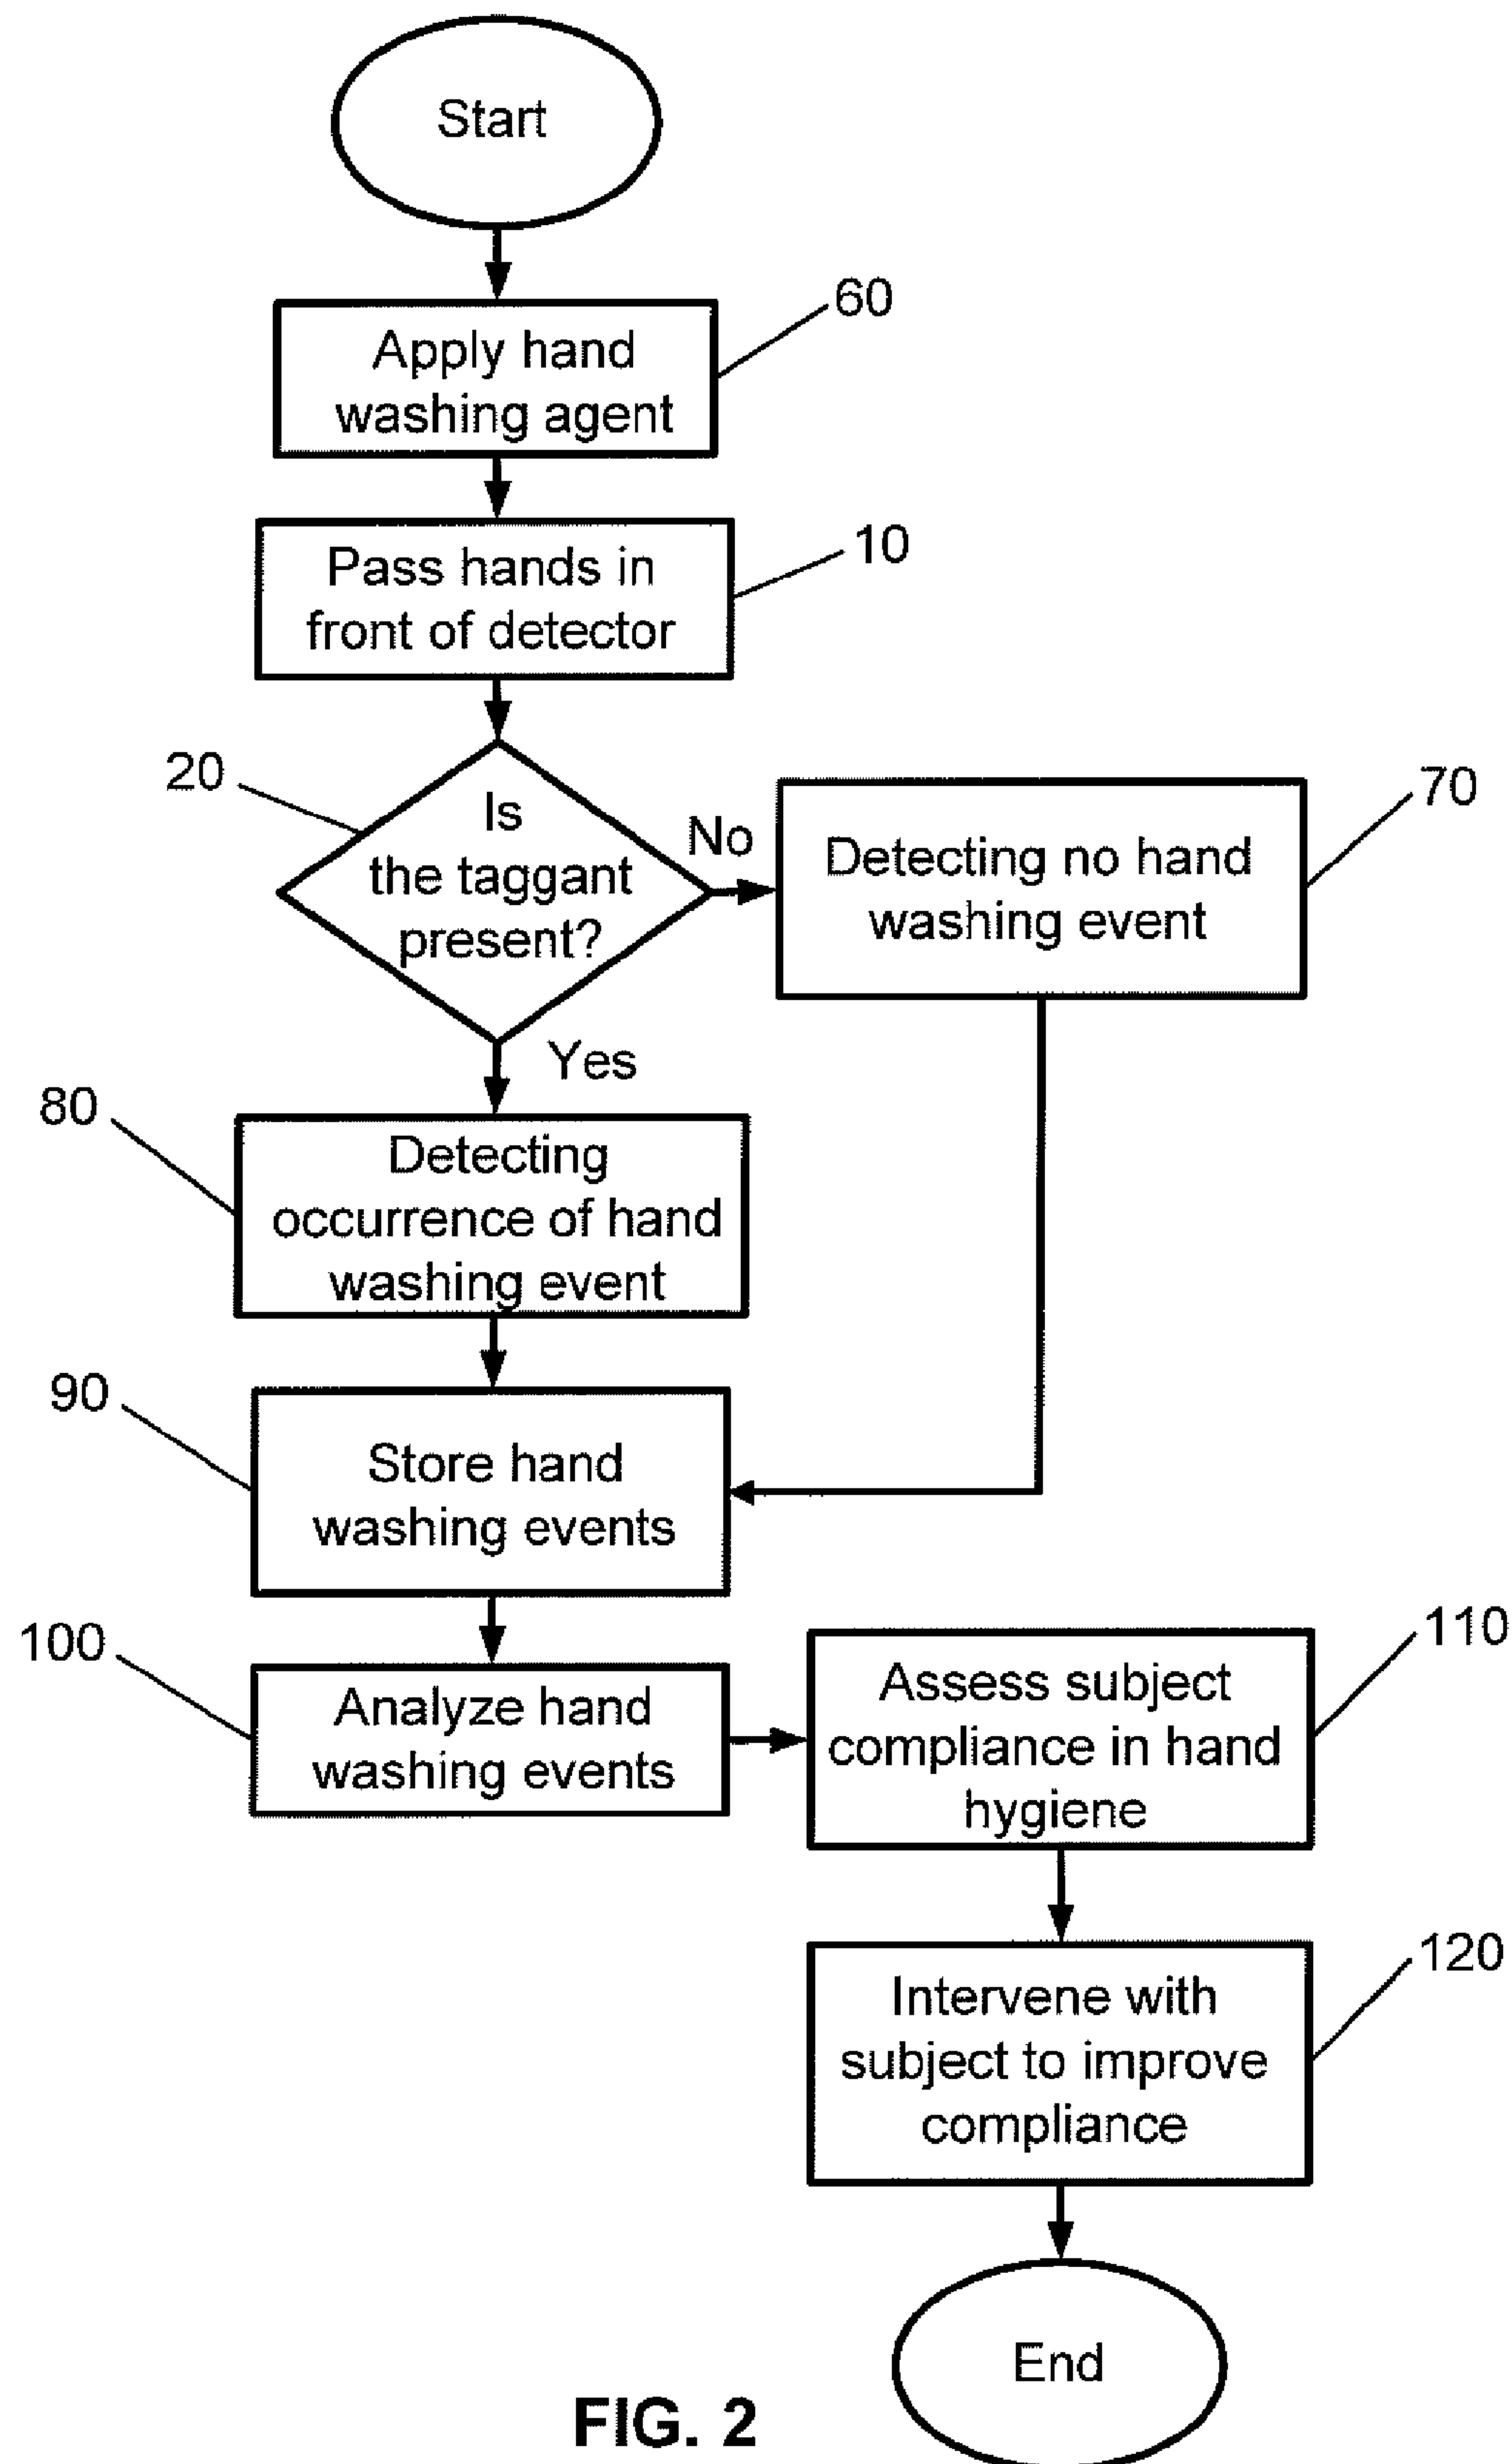 Start
60
Apply hand
washing agent
10
Pass hands in
front of detector
20
Is
the taggant
present?
No
70
Detecting no hand
washing event
Yes
80
Detecting
occurrence of hand
washing event
90
Store hand
washing events
100
Analyze hand
washing events
110
Assess subject
compliance in hand
hygiene
120
Intervene with
subject to improve
compliance
End
FIG. 2